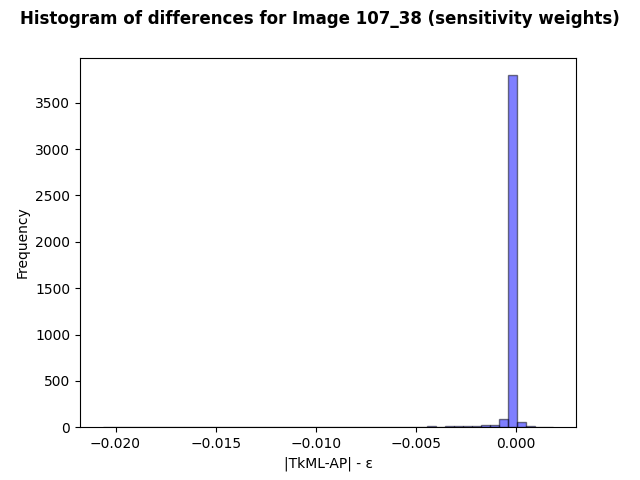 Histogram of differences for Image 107_38 (sensitivity weights)
3500
3000
2500
2000
1500
1000
500
0
Frequency
−0.020 −0.015 −0.010 −0.005 0.000
|TkML-AP| - ε